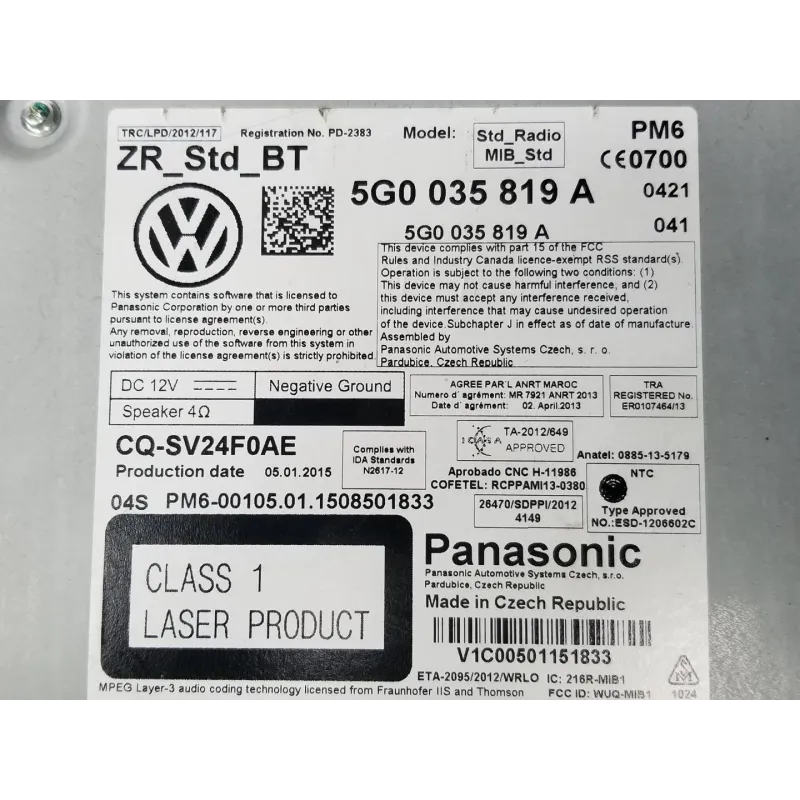 TRC/LPD/2012/117 Registration No. PD-2383 Model: Std_Radio MIB_Std PM6
ZR_Std_BT CE0700
5G0 035 819 A 0421
5G0 035 819 A 041
This device complies with part 15 of the FCC
Rules and Industry Canada licence-exempt RSS standard(s).
Operation is subject to the following two conditions: (1)
This device may not cause harmful interference, and (2)
this device must accept any interference received,
including interference that may cause undesired operation
of the device. Subchapter J in effect as of date of manufacture.
Assembled by
Panasonic Automotive Systems Czech, s. r. o.
Pardubice, Czech Republic
This system contains software that is licensed to
Panasonic Corporation by one or more third parties
pursuant to license agreement(s).
Any removal, reproduction, reverse engineering or other
unauthorized use of the software from this system in
violation of the license agreement(s) is strictly prohibited.
DC 12V Negative Ground
Speaker 4Ω
AGREE PAR'L ANRT MAROC
Numero d'agrément: MR 7921 ANRT 2013
Date d'agrément: 02. April.2013
TRA
REGISTERED No.
ER0107464/13
CQ-SV24F0AE
Production date 05.01.2015
Complies with
IDA Standards
N2617-12
ICASA TA-2012/649
APPROVED
Anatel: 0885-13-5179
Aprobado CNC H-11986
COFETEL: RCPPAMI13-0380
NTC
Type Approved
NO.:ESD-1206602C
04S PM6-00105.01.1508501833
26470/SDPPI/2012
4149
CLASS 1
LASER PRODUCT
Panasonic
Panasonic Automotive Systems Czech, s.r.o.
Pardubice, Czech Republic
Made in Czech Republic
V1C00501151833
ETA-2095/2012/WRLO IC: 216R-MIB1
MPEG Layer-3 audio coding technology licensed from Fraunhofer IIS and Thomson FCC ID: WUQ-MIB1 1024